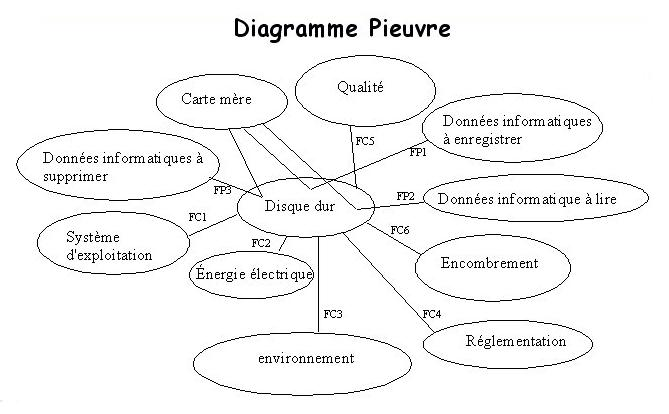 Diagramme Pieuvre
Carte mère
Qualité
Données informatiques
à enregistrer
FC5
FP1
Données informatiques à
supprimer
FP3
FP2
Données informatique à lire
Disque dur
FC1
Système
d'exploitation
FC2
FC6
Énergie électrique
Encombrement
FC3
FC4
Réglementation
environnement